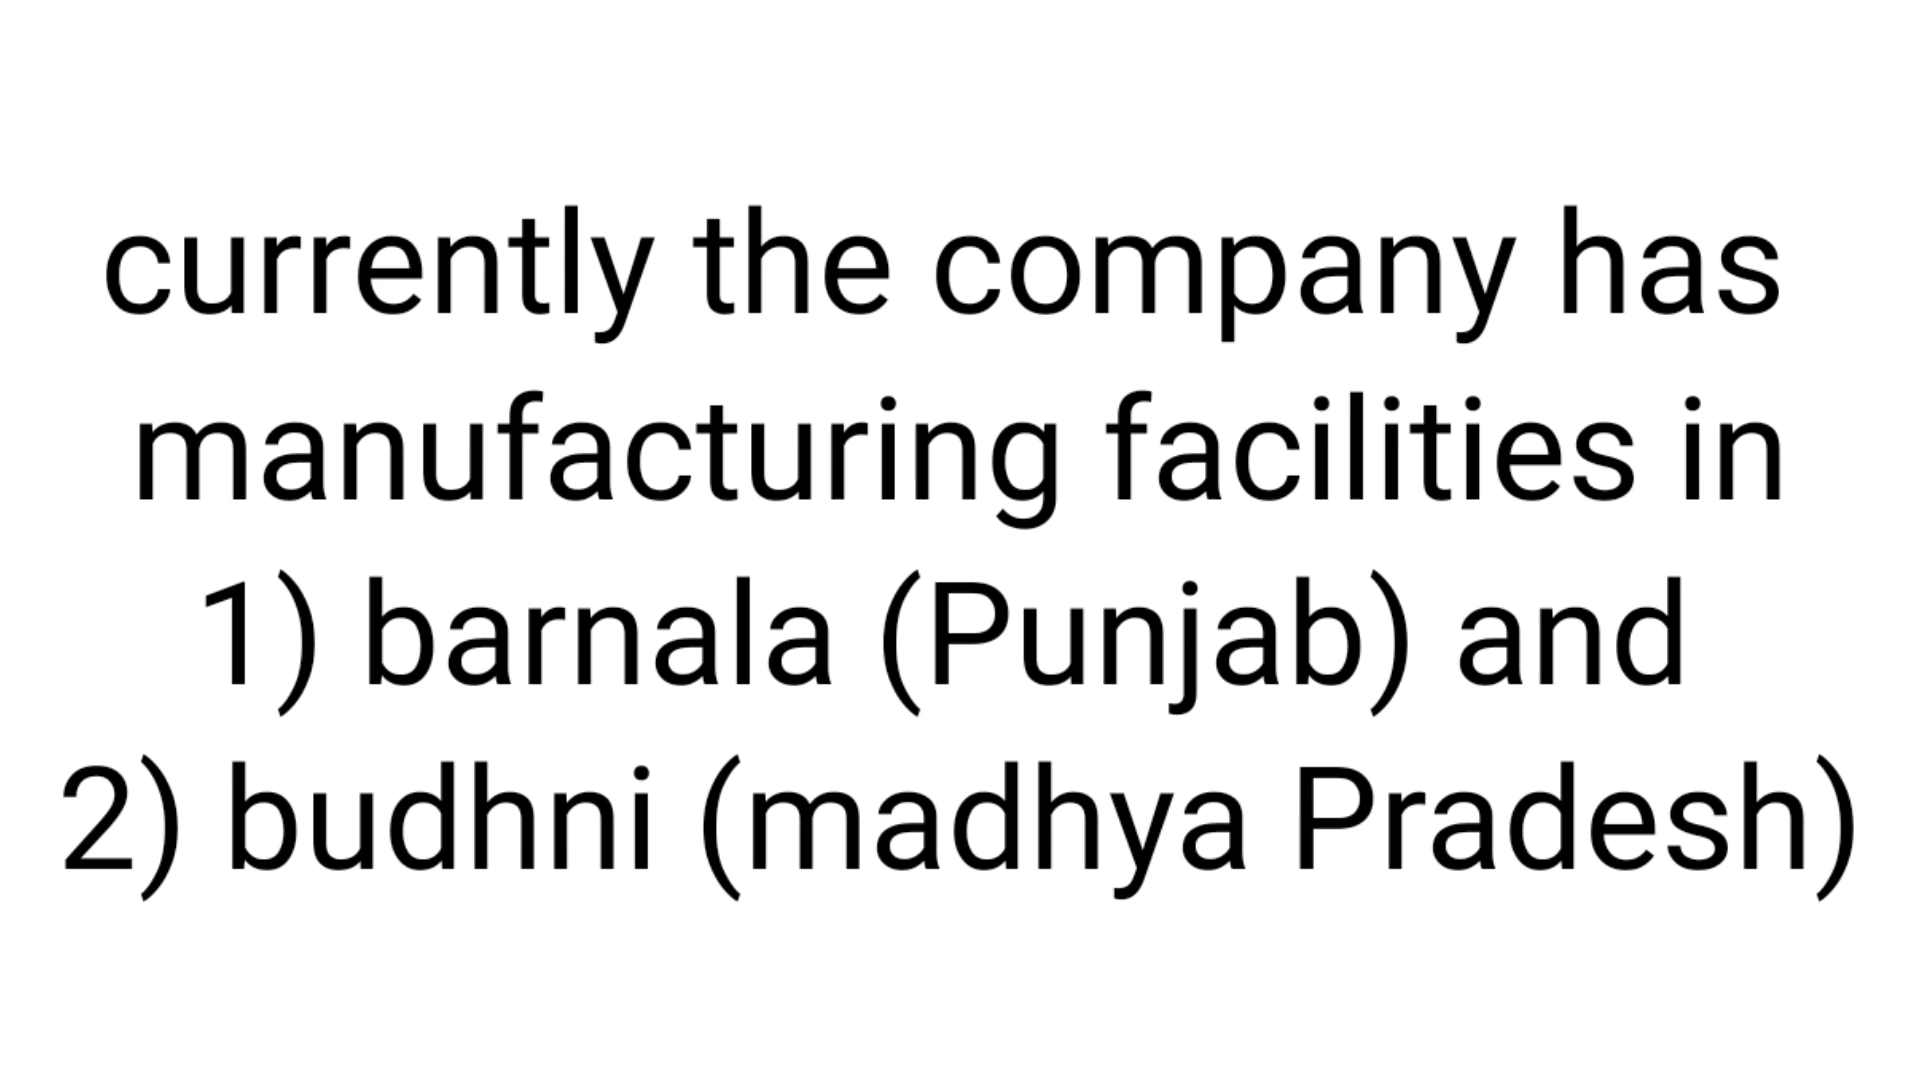 currently the company has
manufacturing facilities in
1) barnala (Punjab) and
2) budhni (madhya Pradesh)